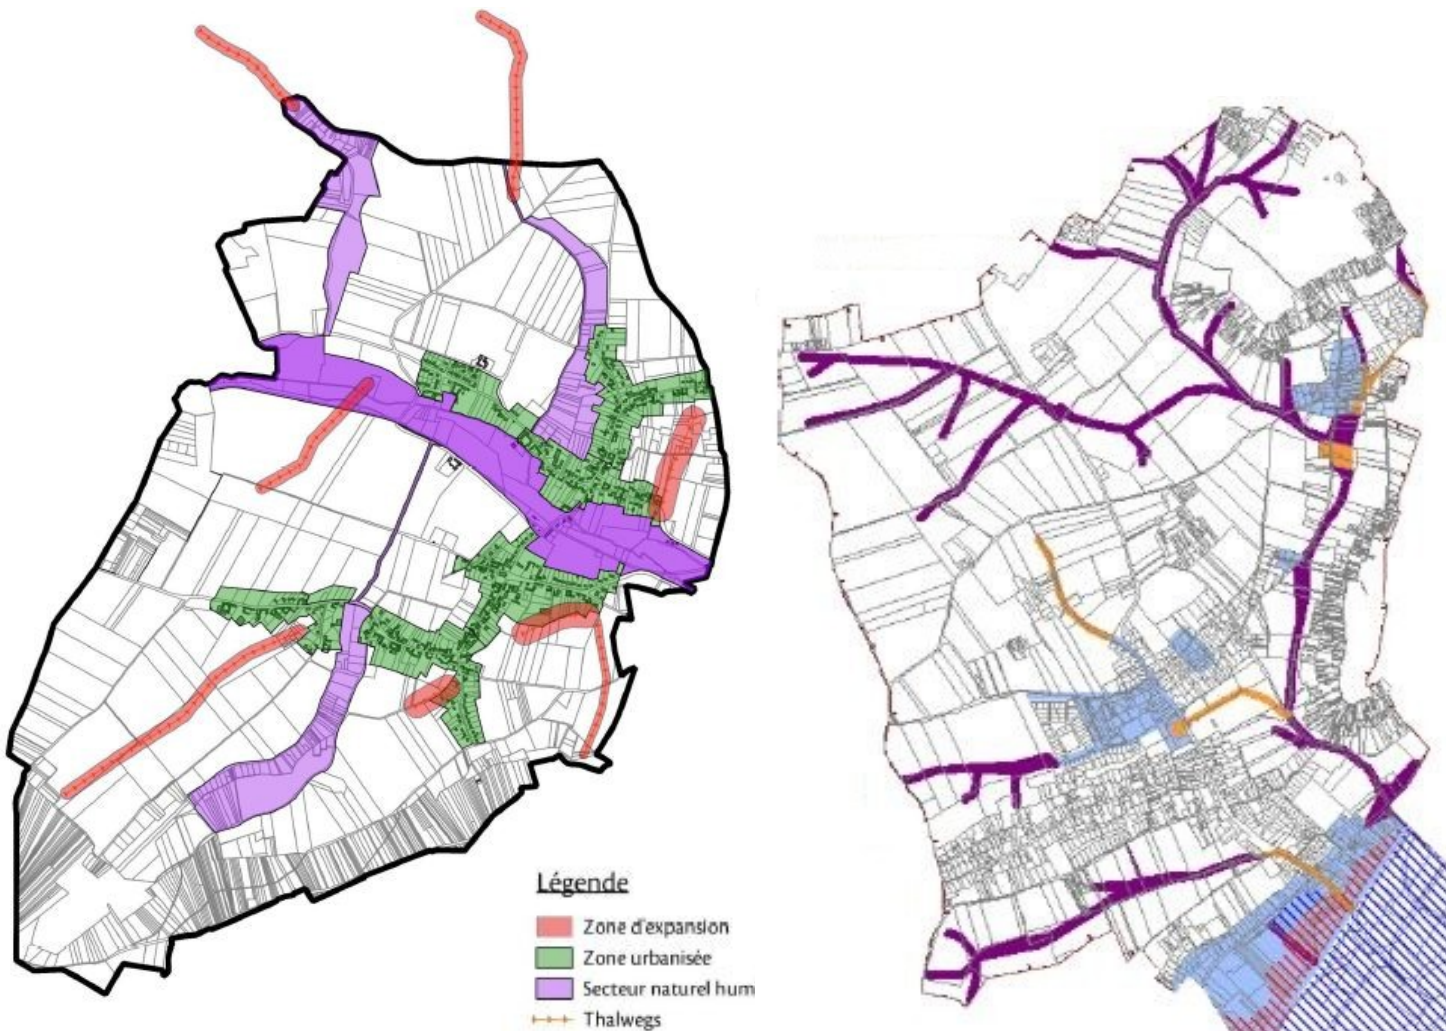 Légende
Zone d'expansion
Zone urbanisée
Secteur naturel hum
Thalwegs